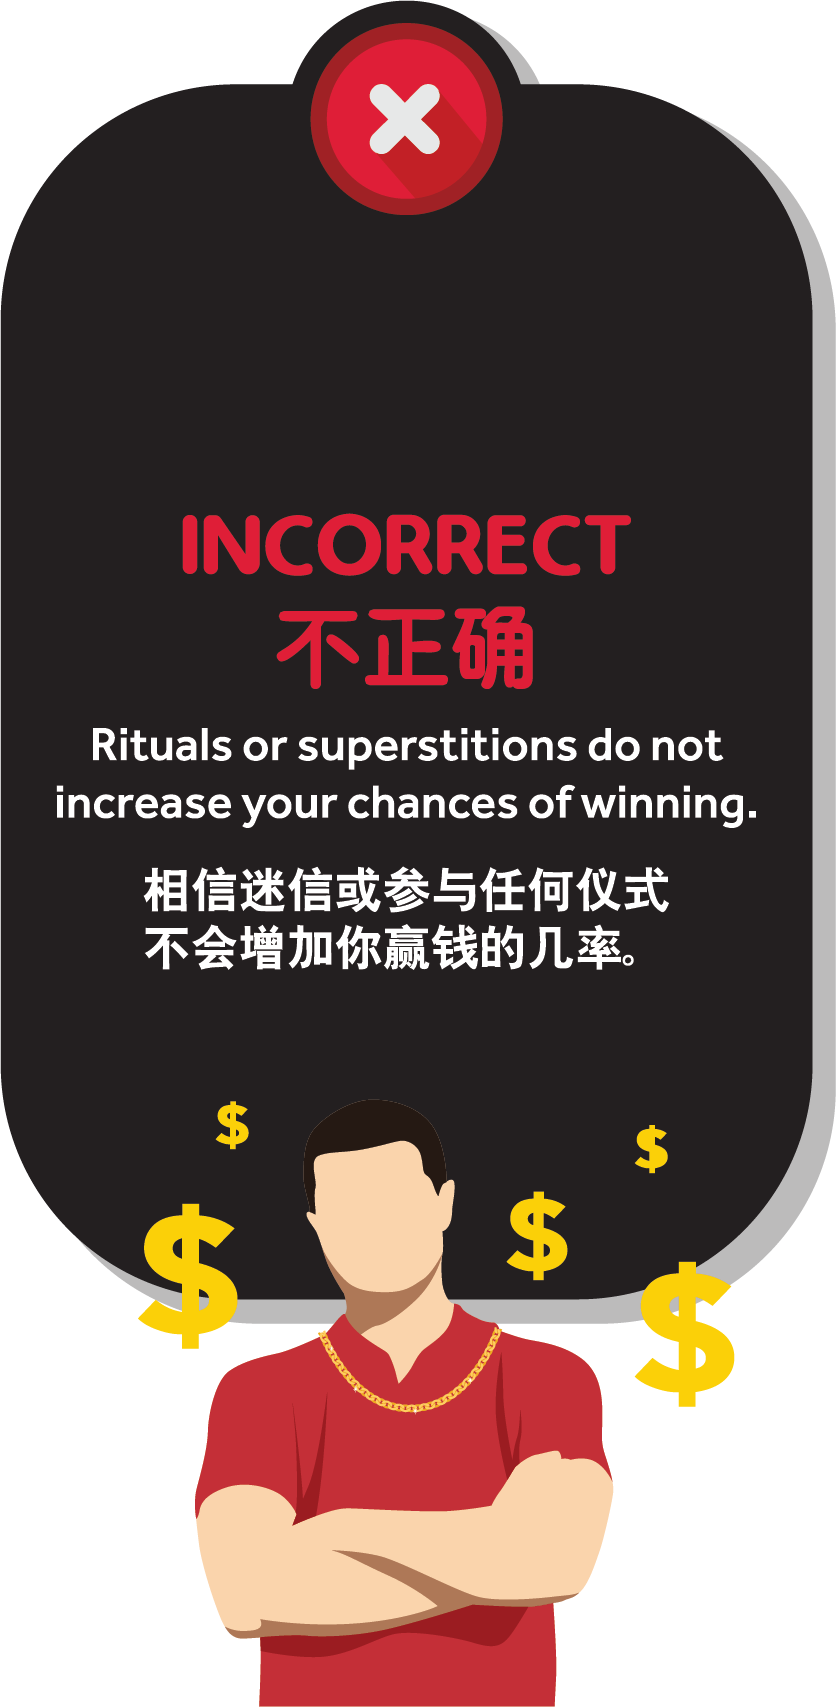 INCORRECT
不正确
Rituals or superstitions do not
increase your chances of winning.
相信迷信或参与任何仪式
不会增加你赢钱的几率。
$
$
$
$
$